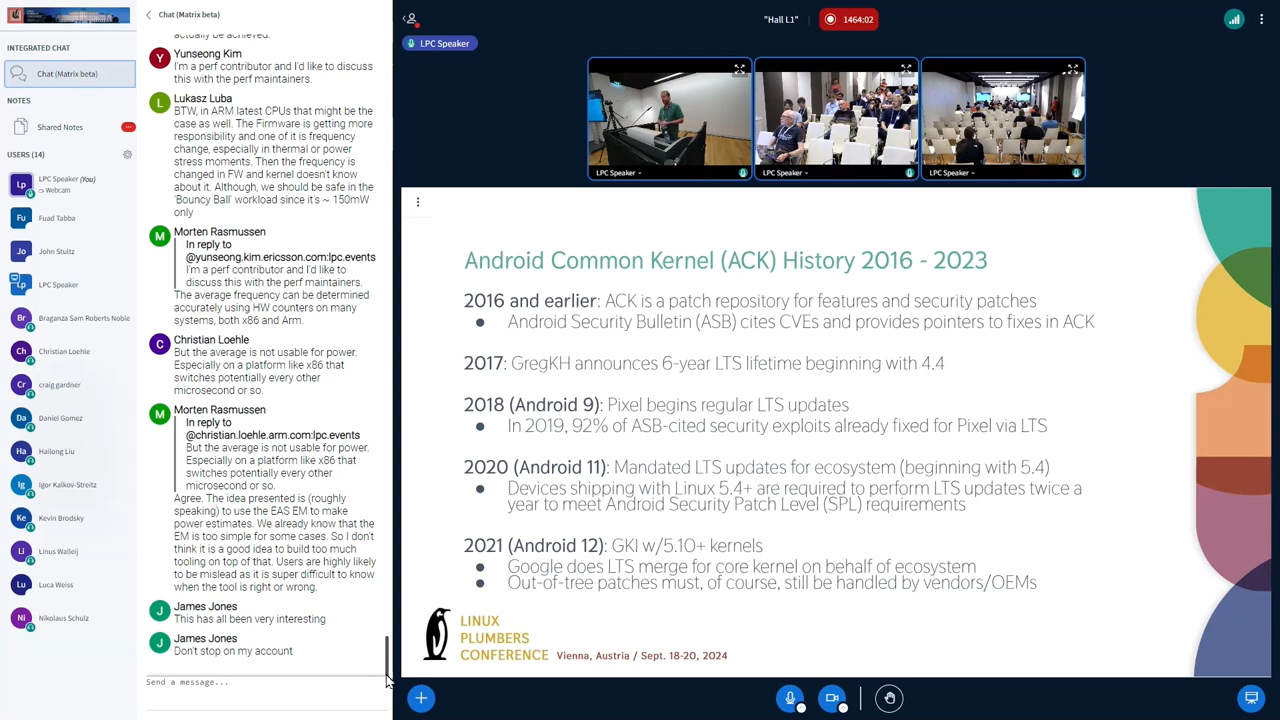 INTEGRATED CHAT
Chat (Matrix beta)
NOTES
Shared Notes
USERS (14)
Lp
LPC Speaker (You)
Webcam
Fu
Fuad Tabba
Jo
John Stultz
Lp
LPC Speaker
Br
Braganza Sam Roberts Noble
Ch
Christian Loehle
Cr
craig gardner
Da
Daniel Gomez
Ha
Hailong Liu
Ig
Igor Kalkov-Streitz
Ke
Kevin Brodsky
Li
Linus Walleij
Lu
Luca Weiss
Ni
Nikolaus Schulz
Chat (Matrix beta)
actually be achieved.
Y
Yunseong Kim
I'm a perf contributor and I'd like to discuss
this with the perf maintainers.
L
Lukasz Luba
BTW, in ARM latest CPUs that might be the
case as well. The Firmware is getting more
responsibility and one of it is frequency
change, especially in thermal or power
stress moments. Then the frequency is
changed in FW and kernel doesn't know
about it. Although, we should be safe in the
'Bouncy Ball' workload since it's ~ 150mW
only
M
Morten Rasmussen
In reply to
@yunseong.kim.ericsson.com:lpc.events
I'm a perf contributor and I'd like to
discuss this with the perf maintainers.
The average frequency can be determined
accurately using HW counters on many
systems, both x86 and Arm.
C
Christian Loehle
But the average is not usable for power.
Especially on a platform like x86 that
switches potentially every other
microsecond or so.
M
Morten Rasmussen
In reply to
@christian.loehle.arm.com:lpc.events
But the average is not usable for power.
Especially on a platform like x86 that
switches potentially every other
microsecond or so.
Agree. The idea presented is (roughly
speaking) to use the EAS EM to make
power estimates. We already know that the
EM is too simple for some cases. So I don't
think it is a good idea to build too much
tooling on top of that. Users are highly likely
to be mislead as it is super difficult to know
when the tool is right or wrong.
J
James Jones
This has all been very interesting
J
James Jones
Don't stop on my account
Send a message...
"Hall L1"
1464:02
LPC Speaker
LPC Speaker
LPC Speaker
LPC Speaker
Android Common Kernel (ACK) History 2016 - 2023
2016 and earlier: ACK is a patch repository for features and security patches
● Android Security Bulletin (ASB) cites CVEs and provides pointers to fixes in ACK
2017: GregKH announces 6-year LTS lifetime beginning with 4.4
2018 (Android 9): Pixel begins regular LTS updates
● In 2019, 92% of ASB-cited security exploits already fixed for Pixel via LTS
2020 (Android 11): Mandated LTS updates for ecosystem (beginning with 5.4)
● Devices shipping with Linux 5.4+ are required to perform LTS updates twice a
year to meet Android Security Patch Level (SPL) requirements
2021 (Android 12): GKI w/5.10+ kernels
● Google does LTS merge for core kernel on behalf of ecosystem
● Out-of-tree patches must, of course, still be handled by vendors/OEMs
LINUX
PLUMBERS
CONFERENCE
Vienna, Austria / Sept. 18-20, 2024